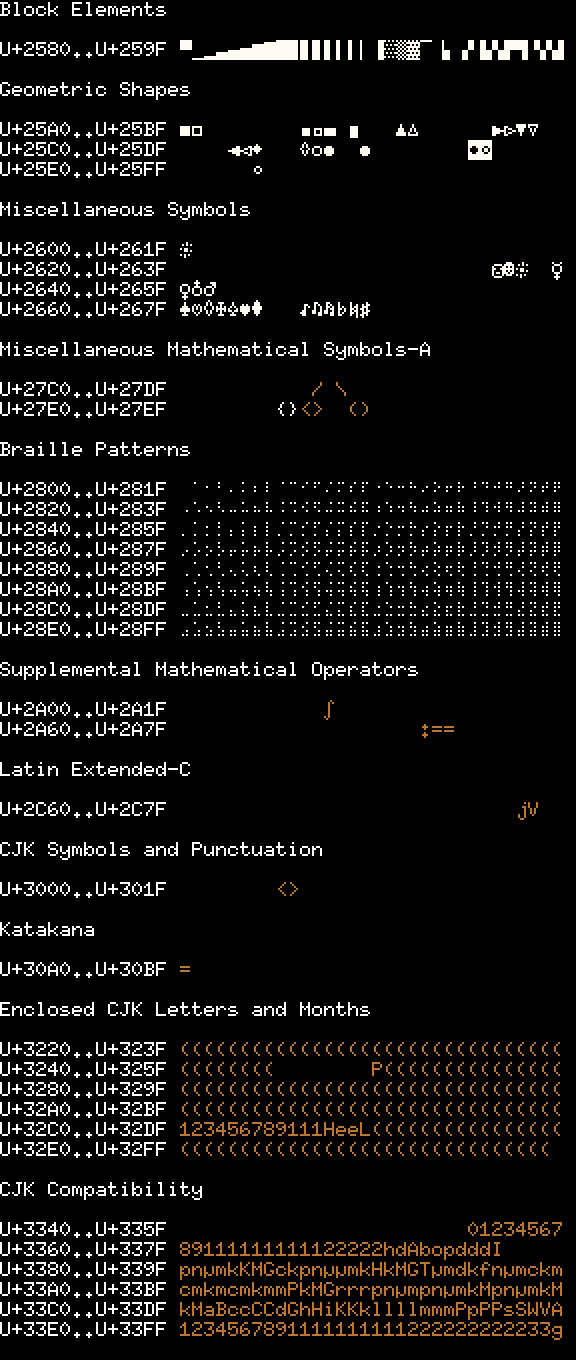 Block Elements
U+2580..U+259F ▀▁▂▃▄▅▆▇█▉▊▋▌▍▎▏▐░▒▓▔▕▖▗▘▙▚▛▜▝▞▟
Geometric Shapes
U+25A0..U+25BF ■□ ▪▫▬ ▮ ▲△ ►▻▼▽
U+25C0..U+25DF ◄◅◆ ◊○● ● ◘◙
U+25E0..U+25FF ◦
Miscellaneous Symbols
U+2600..U+261F ☼
U+2620..U+263F ☺☻☼ ☿
U+2640..U+265F ♀♁♂
U+2660..U+267F ♠♡♢♣♤♥♦ ♪♫♬♭♮♯
Miscellaneous Mathematical Symbols-A
U+27C0..U+27DF / \
U+27E0..U+27EF {}<> ()
Braille Patterns
U+2800..U+281F ⠀⠁⠂⠃⠄⠅⠆⠇⠈⠉⠊⠋⠌⠍⠎⠏⠐⠑⠒⠓⠔⠕⠖⠗⠘⠙⠚⠛⠜⠝⠞⠟
U+2820..U+283F ⠠⠡⠢⠣⠤⠥⠦⠧⠨⠩⠪⠫⠬⠭⠮⠯⠰⠱⠲⠳⠴⠵⠶⠷⠸⠹⠺⠻⠼⠽⠾⠿
U+2840..U+285F ⡀⡁⡂⡃⡄⡅⡆⡇⡈⡉⡊⡋⡌⡍⡎⡏⡐⡑⡒⡓⡔⡕⡖⡗⡘⡙⡚⡛⡜⡝⡞⡟
U+2860..U+287F ⡠⡡⡢⡣⡤⡥⡦⡧⡨⡩⡪⡫⡬⡭⡮⡯⡰⡱⡲⡳⡴⡵⡶⡷⡸⡹⡺⡻⡼⡽⡾⡿
U+2880..U+289F ⢀⢁⢂⢃⢄⢅⢆⢇⢈⢉⢊⢋⢌⢍⢎⢏⢐⢑⢒⢓⢔⢕⢖⢗⢘⢙⢚⢛⢜⢝⢞⢟
U+28A0..U+28BF ⢠⢡⢢⢣⢤⢥⢦⢧⢨⢩⢪⢫⢬⢭⢮⢯⢰⢱⢲⢳⢴⢵⢶⢷⢸⢹⢺⢻⢼⢽⢾⢿
U+28C0..U+28DF ⣀⣁⣂⣃⣄⣅⣆⣇⣈⣉⣊⣋⣌⣍⣎⣏⣐⣑⣒⣓⣔⣕⣖⣗⣘⣙⣚⣛⣜⣝⣞⣟
U+28E0..U+28FF ⣠⣡⣢⣣⣤⣥⣦⣧⣨⣩⣪⣫⣬⣭⣮⣯⣰⣱⣲⣳⣴⣵⣶⣷⣸⣹⣺⣻⣼⣽⣾⣿
Supplemental Mathematical Operators
U+2A00..U+2A1F ∫
U+2A60..U+2A7F ‡==
Latin Extended-C
U+2C60..U+2C7F jV
CJK Symbols and Punctuation
U+3000..U+301F <>
Katakana
U+30A0..U+30BF =
Enclosed CJK Letters and Months
U+3220..U+323F ((((((((((((((((((((((((((((((((
U+3240..U+325F (((((((( P(((((((((((((((
U+3280..U+329F ((((((((((((((((((((((((((((((((
U+32A0..U+32BF ((((((((((((((((((((((((((((((((
U+32C0..U+32DF 123456789111HeeL((((((((((((((((
U+32E0..U+32FF (((((((((((((((((((((((((((((((
CJK Compatibility
U+3340..U+335F 01234567
U+3360..U+337F 89111111111122222hdAbopdddI
U+3380..U+339F pnµmkKMGckpnµµmkHkMGTµmdkfnµmckm
U+33A0..U+33BF cmkmcmkmmPkMGrrrpnµmpnµmkMpnµmkM
U+33C0..U+33DF kMaBccCCdGhHiKKkllllmmmPpPPsSWVA
U+33E0..U+33FF 1234567891111111111222222222233g